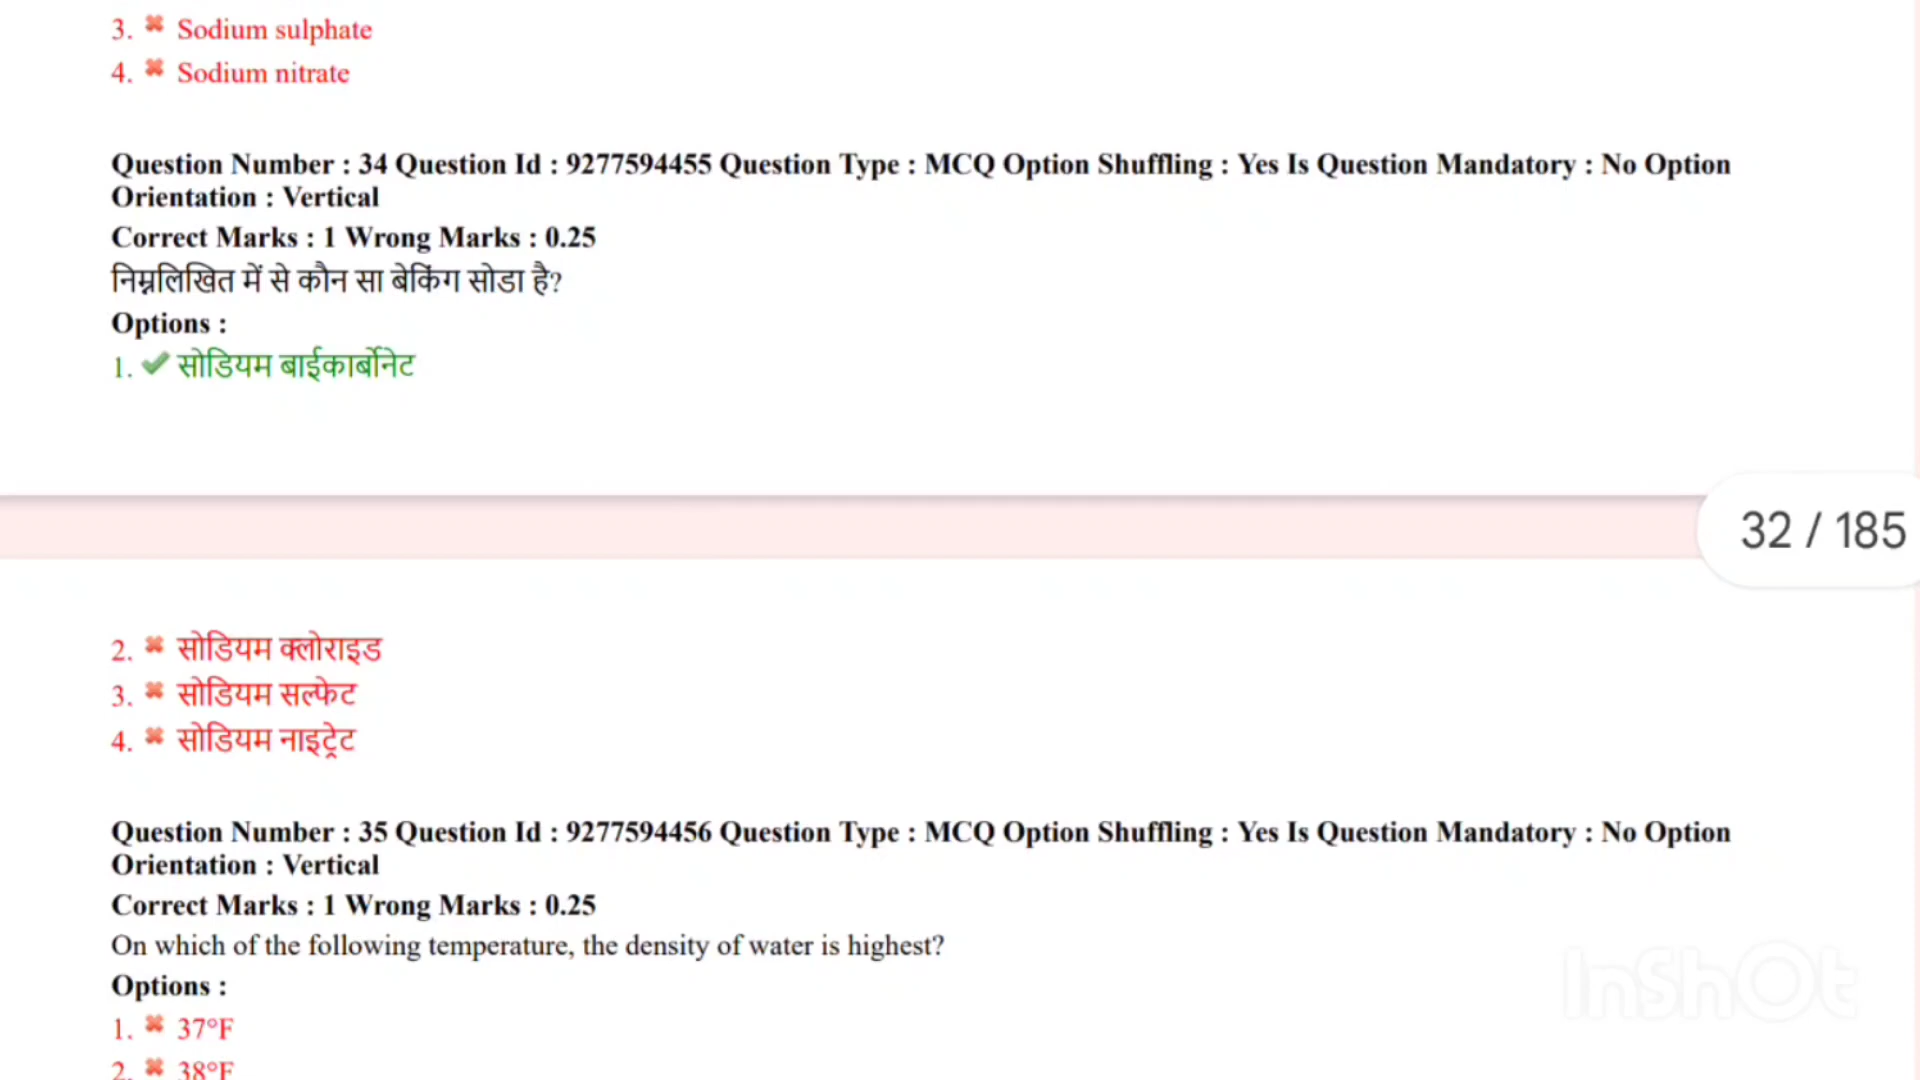 3. ✖ Sodium sulphate
4. ✖ Sodium nitrate
Question Number : 34 Question Id : 9277594455 Question Type : MCQ Option Shuffling : Yes Is Question Mandatory : No Option
Orientation : Vertical
Correct Marks : 1 Wrong Marks : 0.25
निम्नलिखित में से कौन सा बेकिंग सोडा है?
Options :
1. ✔ सोडियम बाईकार्बोनेट
32 / 185
2. ✖ सोडियम क्लोराइड
3. ✖ सोडियम सल्फेट
4. ✖ सोडियम नाइट्रेट
Question Number : 35 Question Id : 9277594456 Question Type : MCQ Option Shuffling : Yes Is Question Mandatory : No Option
Orientation : Vertical
Correct Marks : 1 Wrong Marks : 0.25
On which of the following temperature, the density of water is highest?
Options :
1. ✖ 37°F
2. ✖ 38°F
InShOt